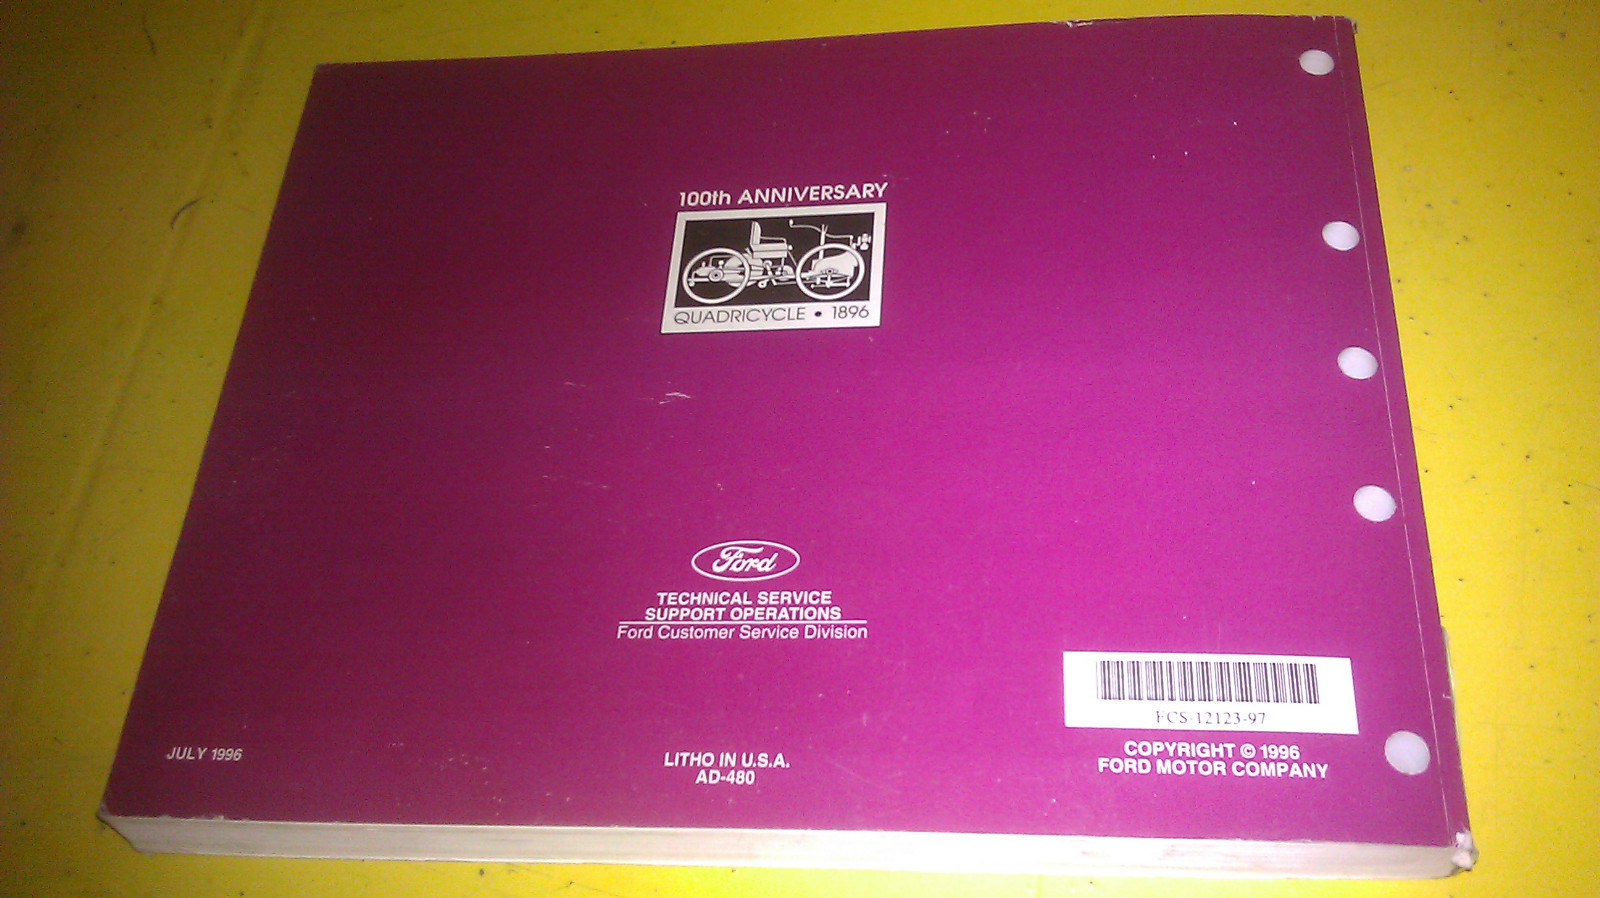 100th ANNIVERSARY
QUADRICYCLE • 1896
Ford
TECHNICAL SERVICE
SUPPORT OPERATIONS
Ford Customer Service Division
FCS-12123-97
JULY 1996
LITHO IN U.S.A.
AD-480
COPYRIGHT © 1996
FORD MOTOR COMPANY